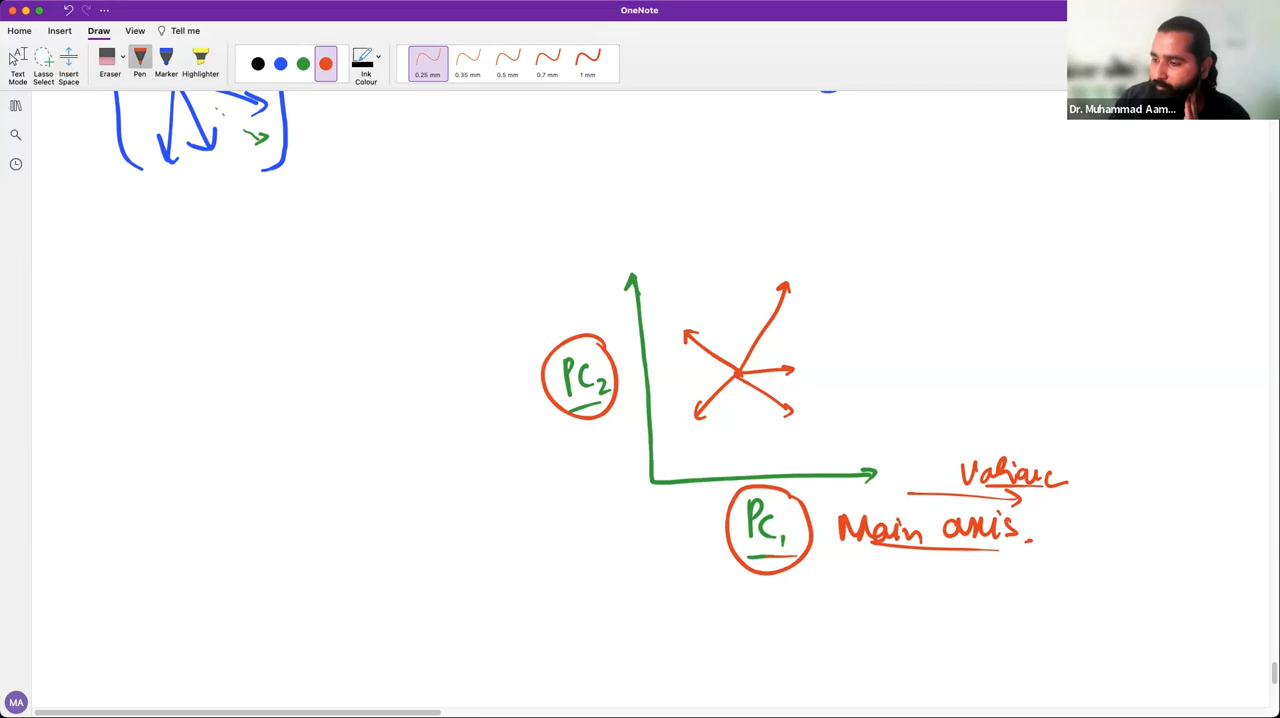 OneNote
Home Insert Draw View Tell me
Text Mode
Lasso Select
Insert Space
Eraser
Pen
Marker
Highlighter
Ink Colour
0.25 mm
0.35 mm
0.5 mm
0.7 mm
1 mm
Dr. Muhammad Aam...
PC2
Varianc
PC1
Main axis.
MA